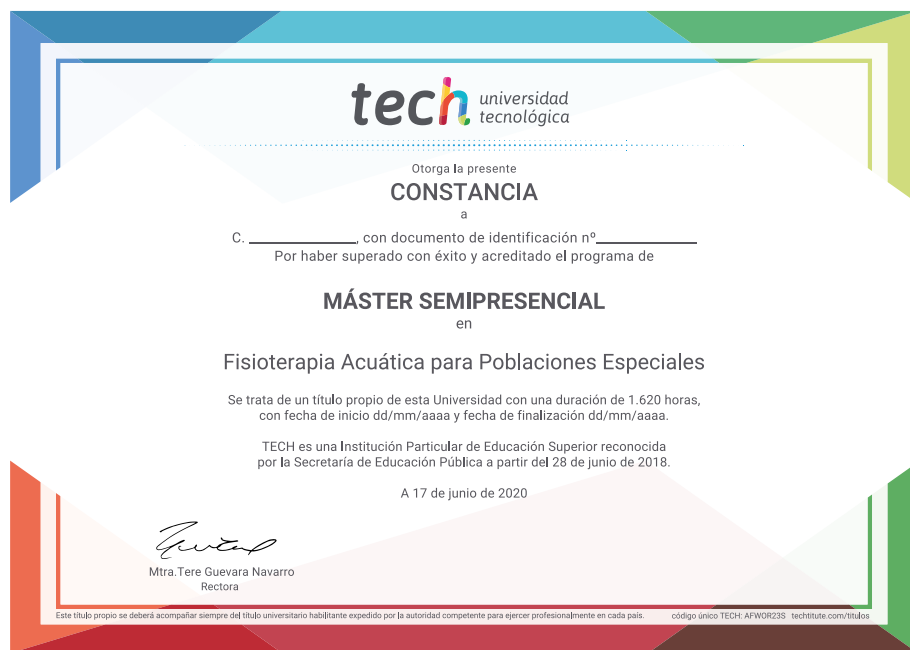 tech universidad
tecnológica
Otorga la presente
CONSTANCIA
a
C. ______________, con documento de identificación nº______________
Por haber superado con éxito y acreditado el programa de
MÁSTER SEMIPRESENCIAL
en
Fisioterapia Acuática para Poblaciones Especiales
Se trata de un título propio de esta Universidad con una duración de 1.620 horas,
con fecha de inicio dd/mm/aaaa y fecha de finalización dd/mm/aaaa.
TECH es una Institución Particular de Educación Superior reconocida
por la Secretaría de Educación Pública a partir del 28 de junio de 2018.
A 17 de junio de 2020
Mtra.Tere Guevara Navarro
Rectora
Este título propio se deberá acompañar siempre del título universitario habilitante expedido por la autoridad competente para ejercer profesionalmente en cada país. código único TECH: AFWOR23S techtitute.com/titulos